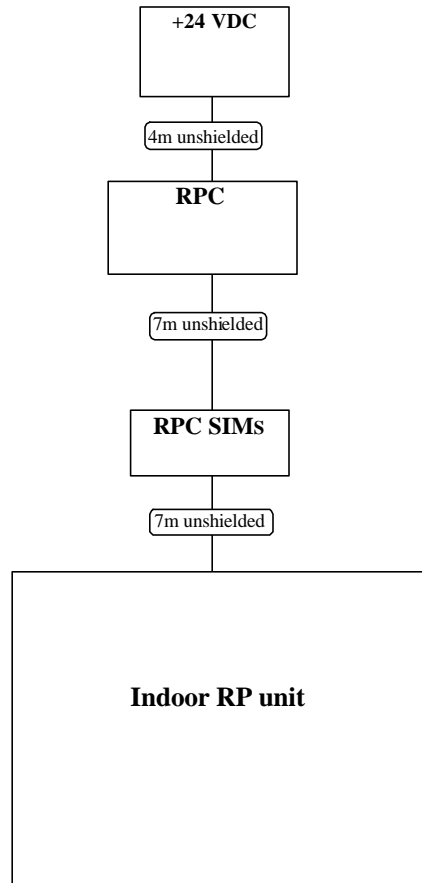 +24 VDC
4m unshielded
RPC
7m unshielded
RPC SIMs
7m unshielded
Indoor RP unit